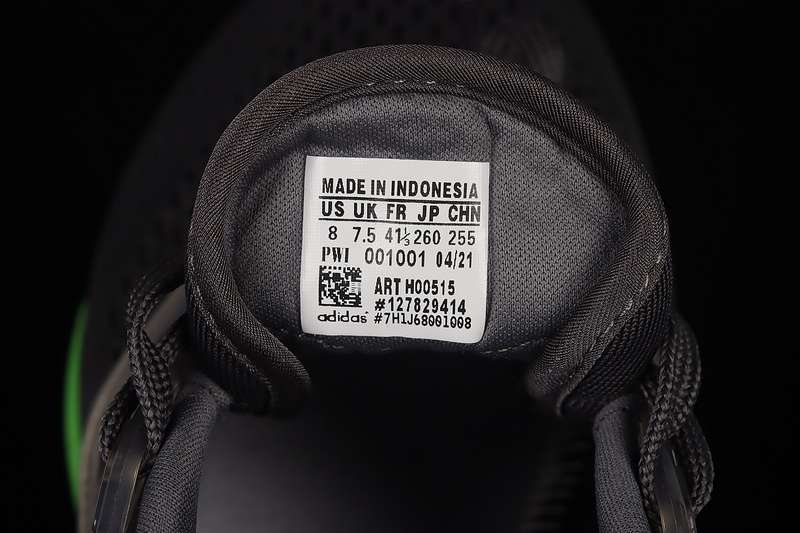 MADE IN INDONESIA
US UK FR JP CHN
8 7.5 41⅓ 260 255
PWI 001001 04/21
ART H00515
#127829414
adidas #7H1J68001008